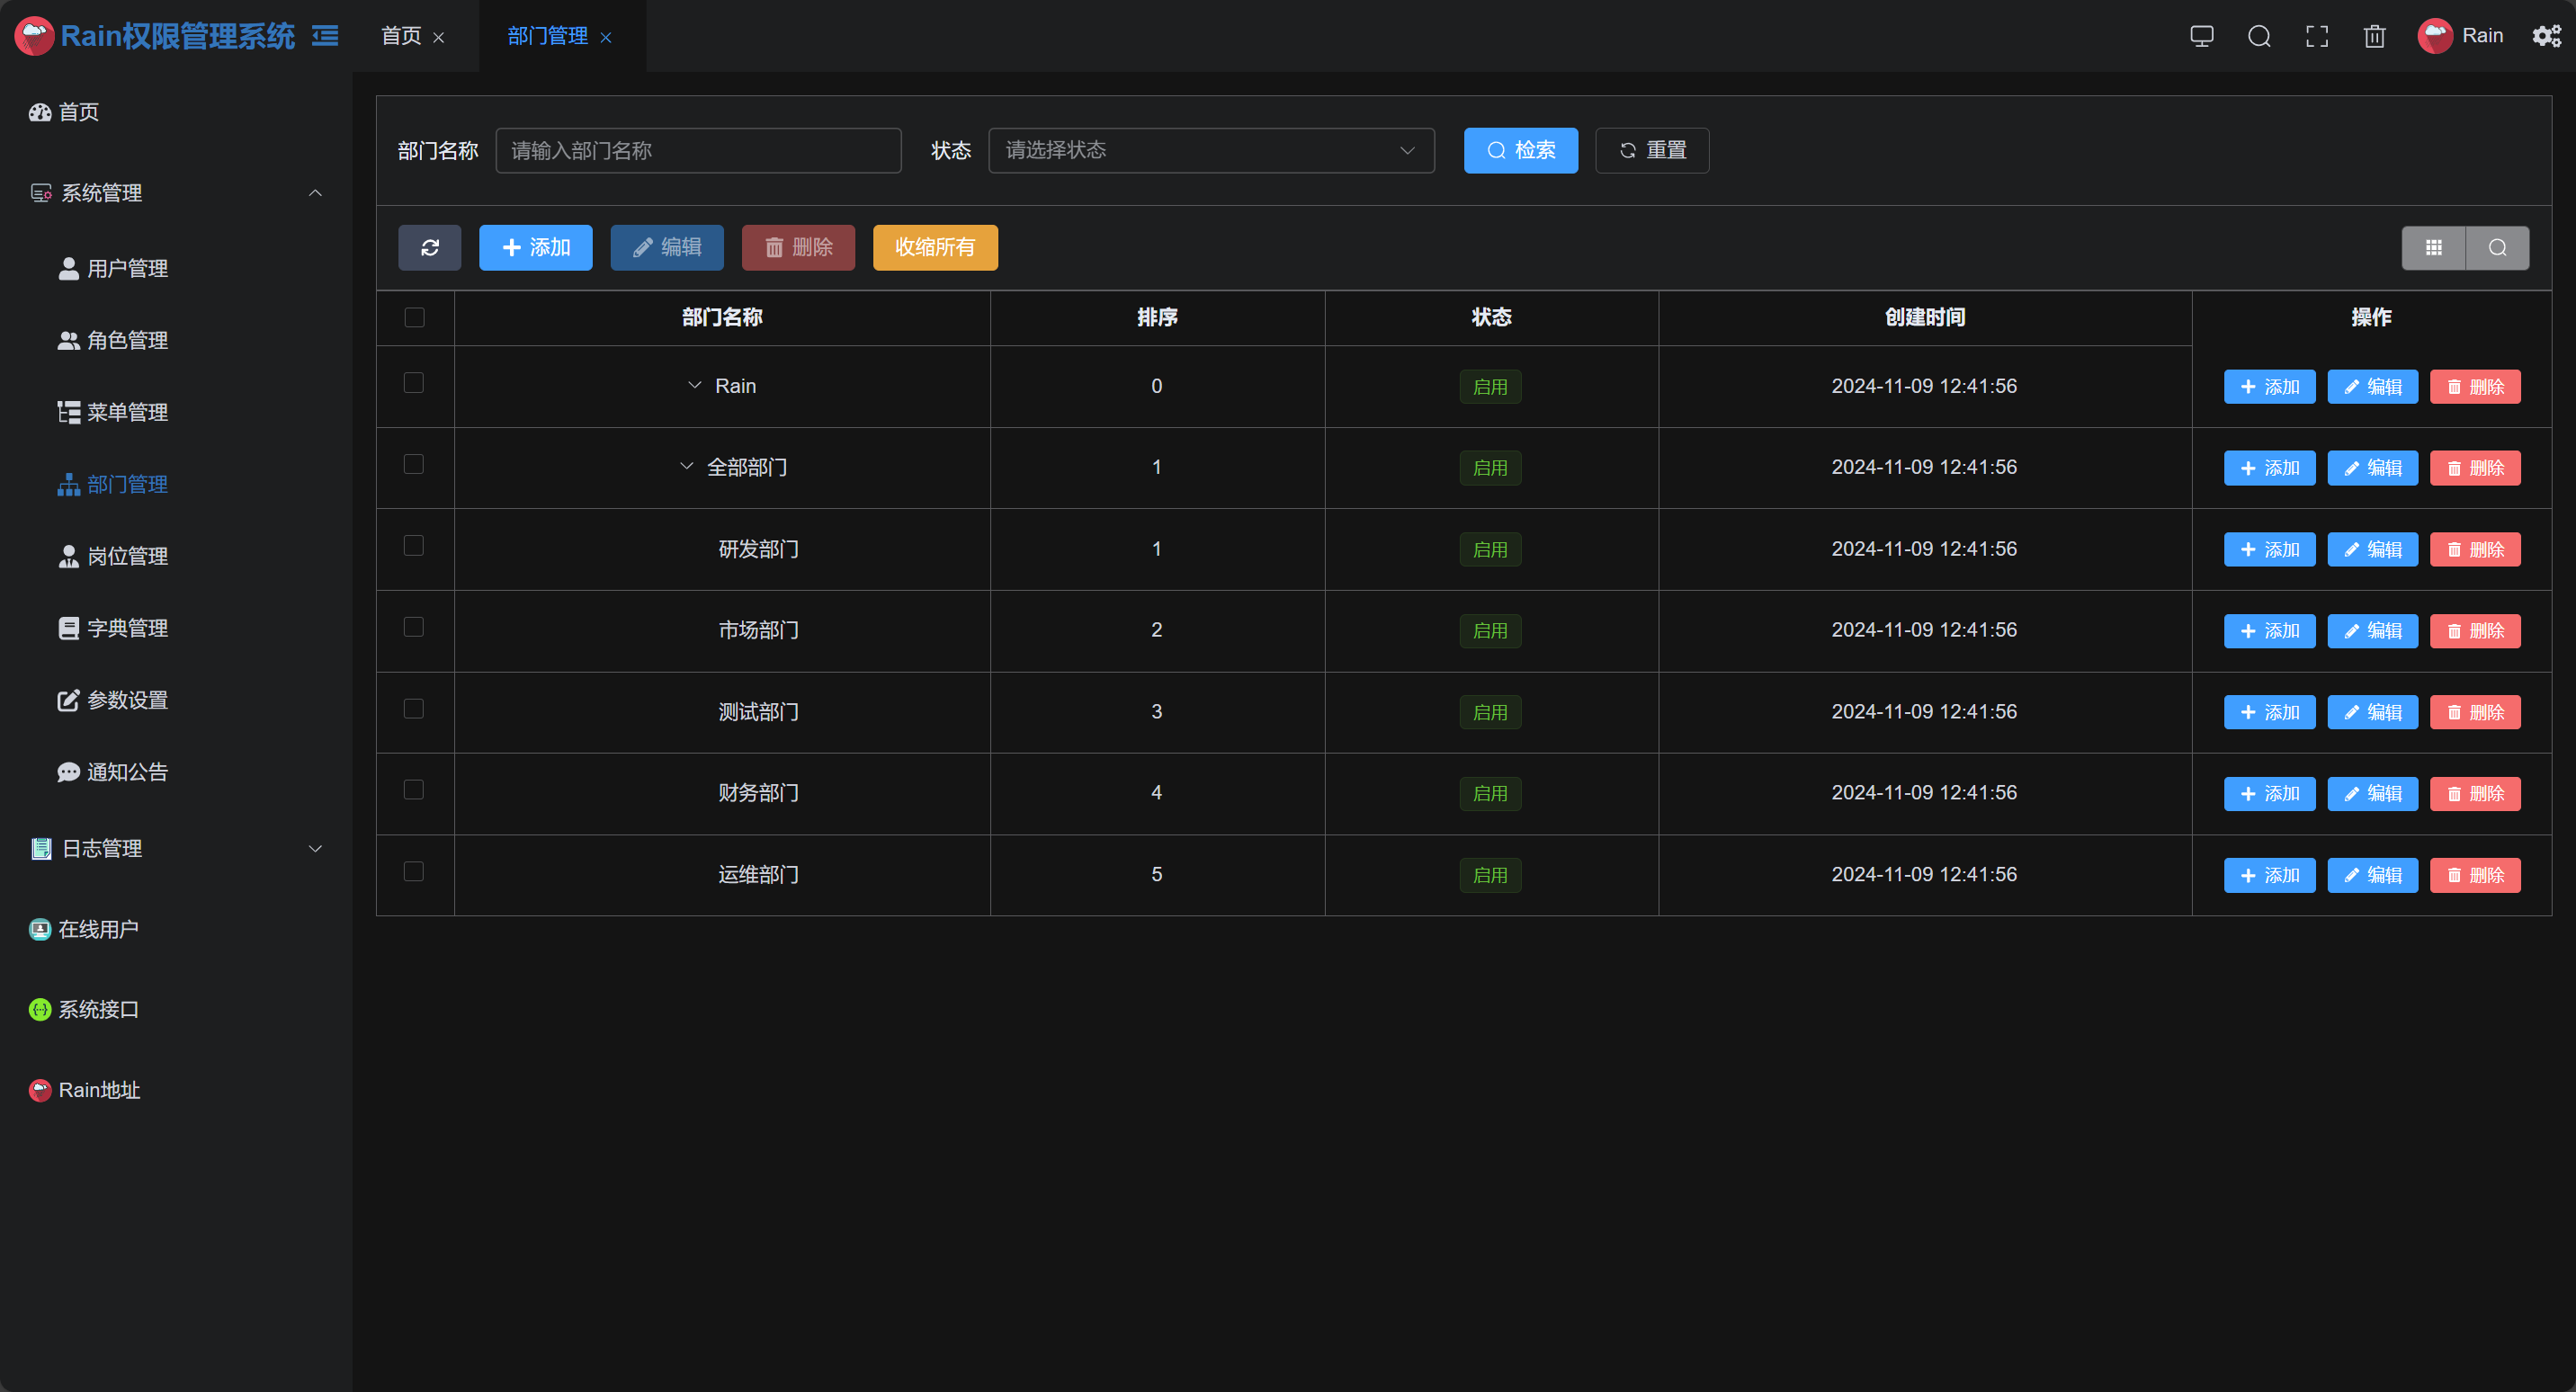 Rain权限管理系统 首页 部门管理 Rain
首页
系统管理
用户管理
角色管理
菜单管理
部门管理
岗位管理
字典管理
参数设置
通知公告
日志管理
在线用户
系统接口
Rain地址
部门名称 请输入部门名称 状态 请选择状态 检索 重置
添加 编辑 删除 收缩所有
部门名称 排序 状态 创建时间 操作
Rain 0 启用 2024-11-09 12:41:56 添加 编辑 删除
全部部门 1 启用 2024-11-09 12:41:56 添加 编辑 删除
研发部门 1 启用 2024-11-09 12:41:56 添加 编辑 删除
市场部门 2 启用 2024-11-09 12:41:56 添加 编辑 删除
测试部门 3 启用 2024-11-09 12:41:56 添加 编辑 删除
财务部门 4 启用 2024-11-09 12:41:56 添加 编辑 删除
运维部门 5 启用 2024-11-09 12:41:56 添加 编辑 删除